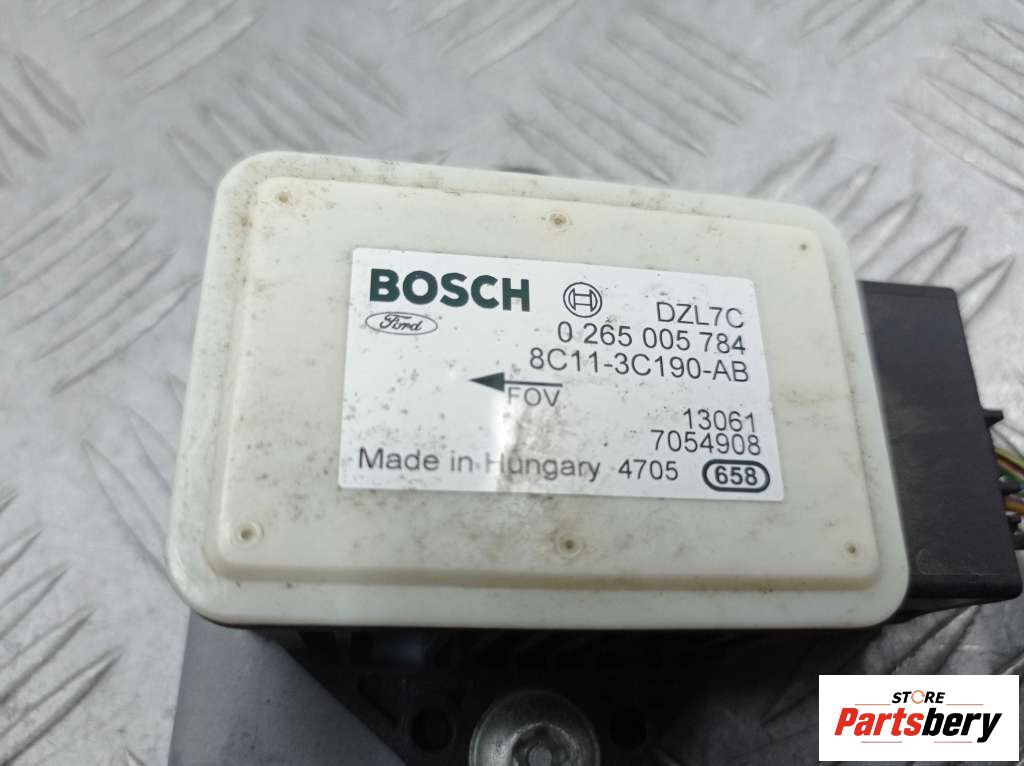 BOSCH
DZL7C
Ford
0 265 005 784
8C11-3C190-AB
FOV
13061
7054908
Made in Hungary 4705 658
STORE
Partsbery